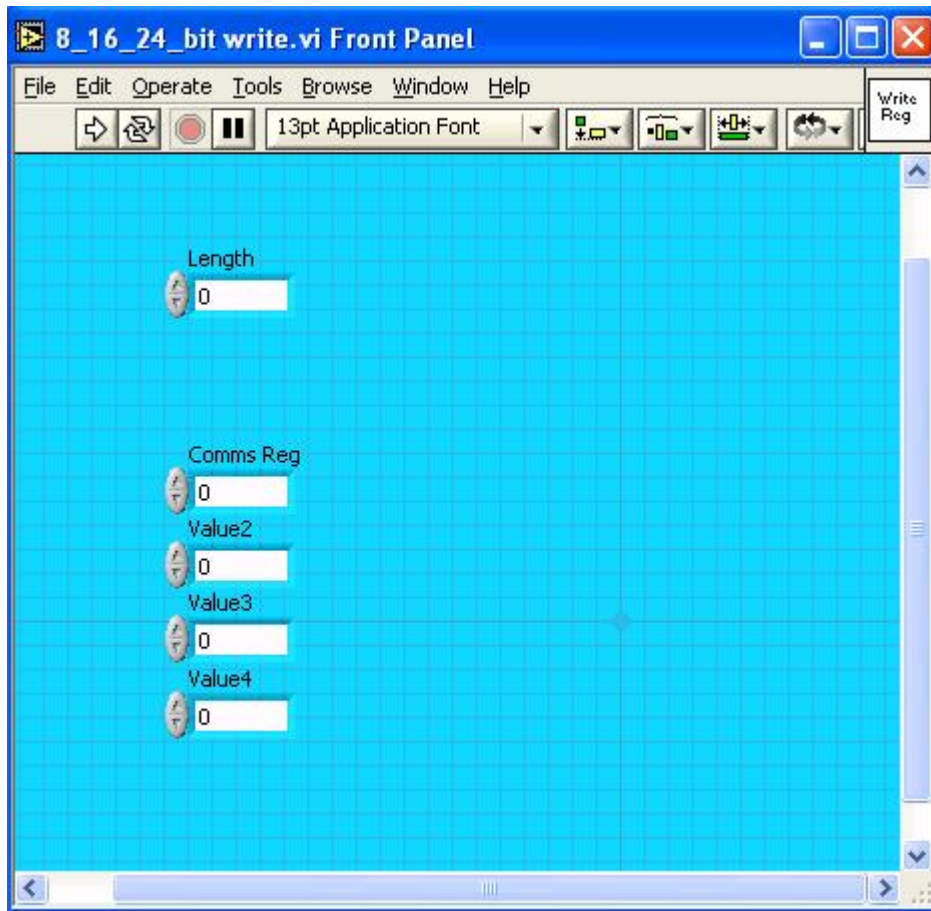 8_16_24_bit write.vi Front Panel
File Edit Operate Tools Browse Window Help
Write
Reg
13pt Application Font
Length
0
Comms Reg
0
Value2
0
Value3
0
Value4
0